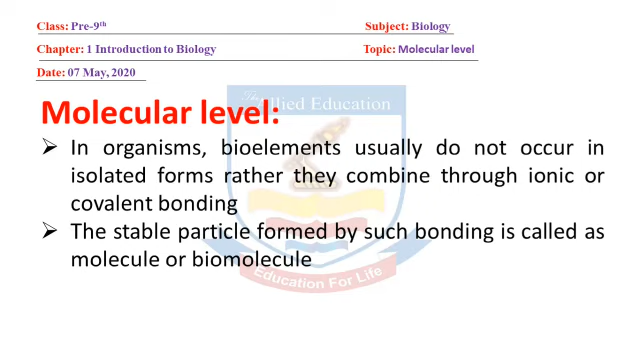 Class: Pre-9th Subject: Biology
Chapter: 1 Introduction to Biology Topic: Molecular level
Date: 07 May, 2020
The Allied Education
Molecular level:
➢ In organisms, bioelements usually do not occur in
isolated forms rather they combine through ionic or
covalent bonding
➢ The stable particle formed by such bonding is called as
molecule or biomolecule
Education For Life